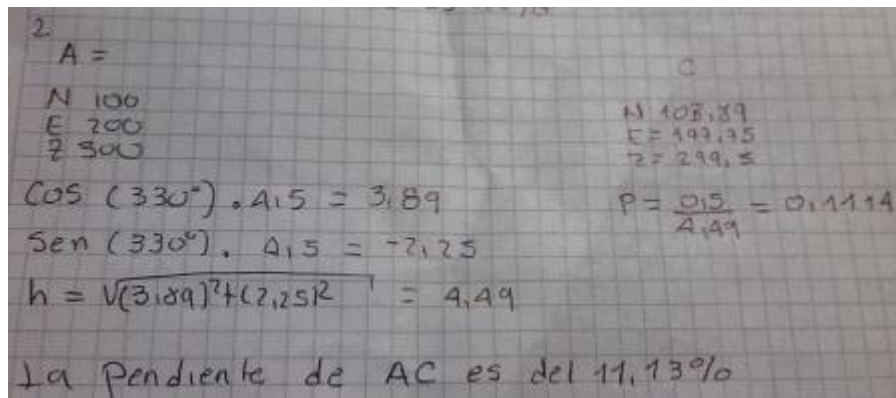 2
A =
N 100
E 200
Z 300
C
N 103,89
E = 197,75
Z = 299,5
Cos (330°) . 4,5 = 3,89
Sen (330°) . 4,5 = -2,25
h = √(3,89)²+(2,25)² = 4,49
P = 0,5/4,49 = 0,1114
La pendiente de AC es del 11,13%